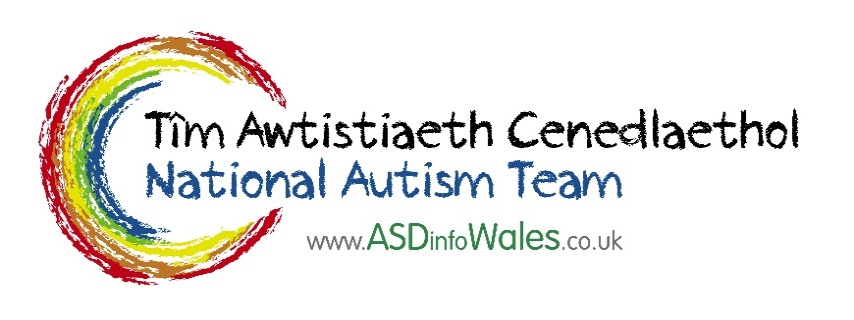 Tîm Awtistiaeth Cenedlaethol
National Autism Team
www.ASDinfoWales.co.uk